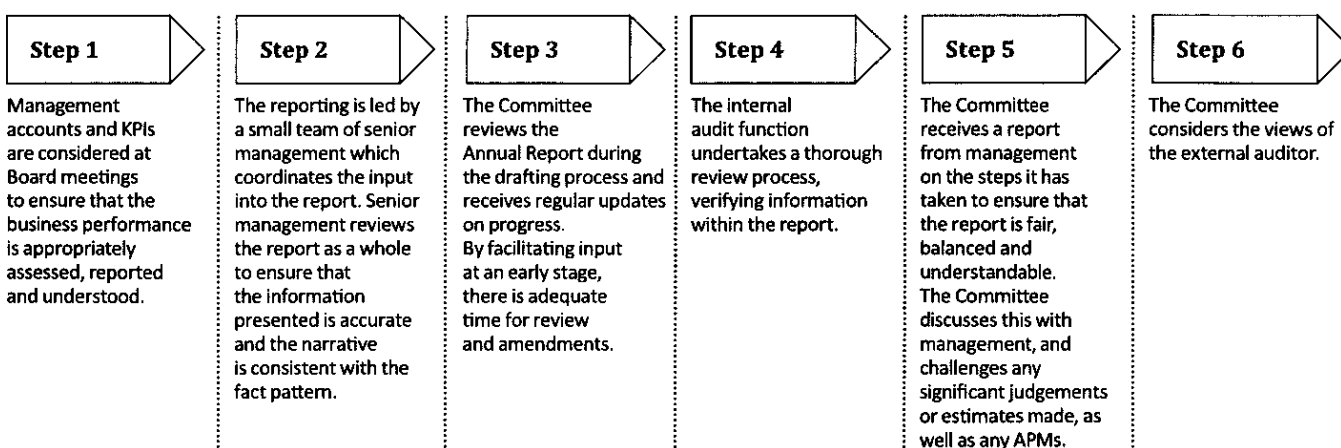 Step 1
Management
accounts and KPIs
are considered at
Board meetings
to ensure that the
business performance
is appropriately
assessed, reported
and understood.
Step 2
The reporting is led by
a small team of senior
management which
coordinates the input
into the report. Senior
management reviews
the report as a whole
to ensure that
the information
presented is accurate
and the narrative
is consistent with the
fact pattern.
Step 3
The Committee
reviews the
Annual Report during
the drafting process and
receives regular updates
on progress.
By facilitating input
at an early stage,
there is adequate
time for review
and amendments.
Step 4
The internal
audit function
undertakes a thorough
review process,
verifying information
within the report.
Step 5
The Committee
receives a report
from management
on the steps it has
taken to ensure that
the report is fair,
balanced and
understandable.
The Committee
discusses this with
management, and
challenges any
significant judgements
or estimates made, as
well as any APMs.
Step 6
The Committee
considers the views of
the external auditor.